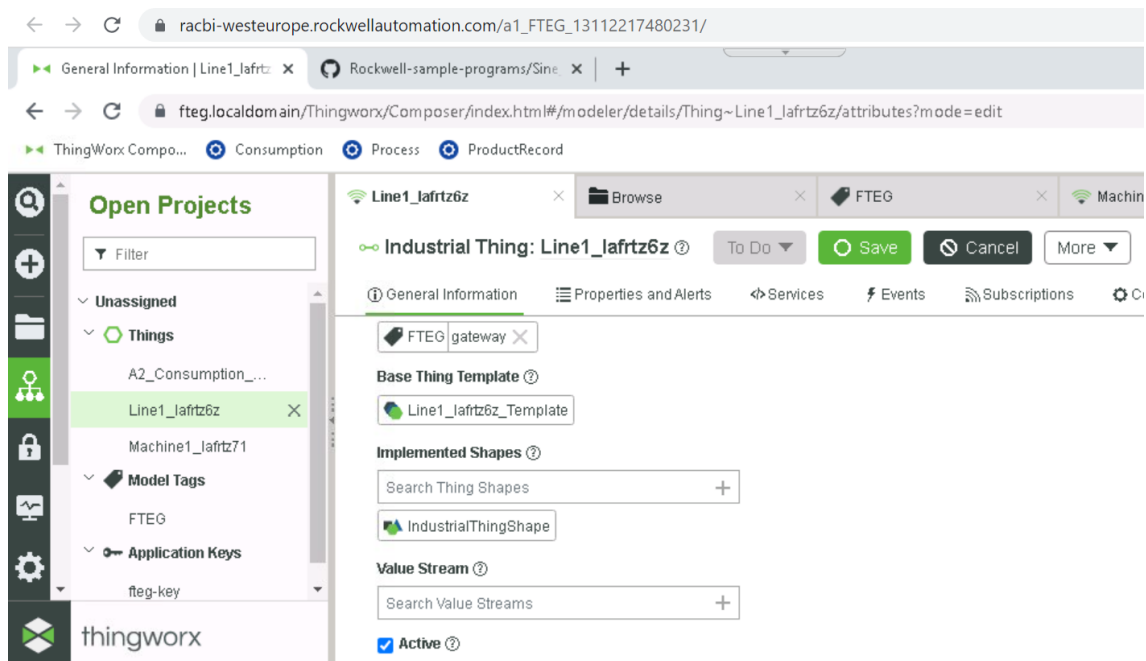 racbi-westeurope.rockwellautomation.com/a1_FTEG_13112217480231/
General Information | Line1_lafrtz
Rockwell-sample-programs/Sine_
fteg.localdomain/Thingworx/Composer/index.html#/modeler/details/Thing~Line1_lafrtz6z/attributes?mode=edit
ThingWorx Compo... Consumption Process ProductRecord
Open Projects
Filter
Unassigned
Things
A2_Consumption_...
Line1_lafrtz6z
Machine1_lafrtz71
Model Tags
FTEG
Application Keys
fteg-key
thingworx
Line1_lafrtz6z Browse FTEG Machin
Industrial Thing: Line1_lafrtz6z To Do Save Cancel More
General Information Properties and Alerts Services Events Subscriptions Co
FTEG gateway
Base Thing Template
Line1_lafrtz6z_Template
Implemented Shapes
Search Thing Shapes
IndustrialThingShape
Value Stream
Search Value Streams
Active